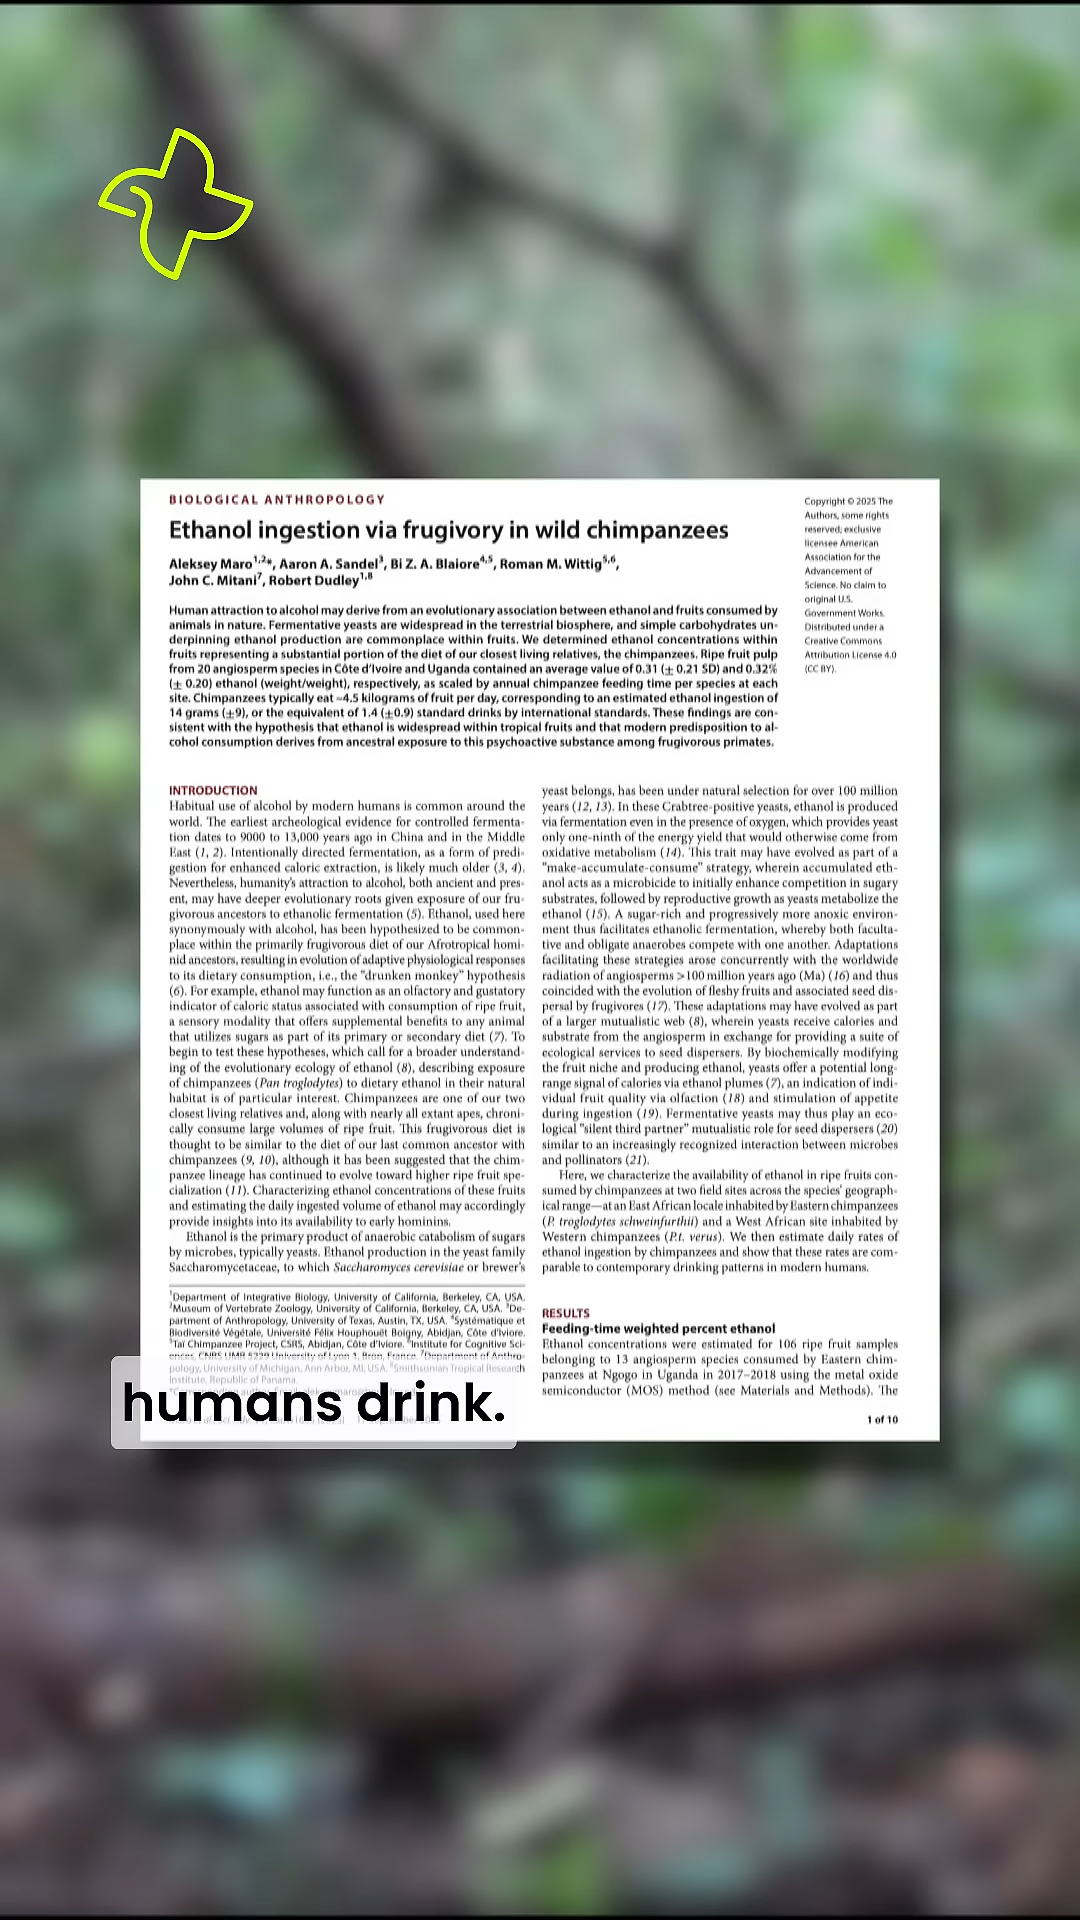 BIOLOGICAL ANTHROPOLOGY
Ethanol ingestion via frugivory in wild chimpanzees
Aleksey Maro1,2*, Aaron A. Sandel3, Bi Z. A. Blaiore4,5, Roman M. Wittig5,6,
John C. Mitani7, Robert Dudley1,8
Human attraction to alcohol may derive from an evolutionary association between ethanol and fruits consumed by
animals in nature. Fermentative yeasts are widespread in the terrestrial biosphere, and simple carbohydrates un-
derpinning ethanol production are commonplace within fruits. We determined ethanol concentrations within
fruits representing a substantial portion of the diet of our closest living relatives, the chimpanzees. Ripe fruit pulp
from 20 angiosperm species in Côte d'Ivoire and Uganda contained an average value of 0.31 (± 0.21 SD) and 0.32%
(± 0.20) ethanol (weight/weight), respectively, as scaled by annual chimpanzee feeding time per species at each
site. Chimpanzees typically eat ~4.5 kilograms of fruit per day, corresponding to an estimated ethanol ingestion of
14 grams (±9), or the equivalent of 1.4 (±0.9) standard drinks by international standards. These findings are con-
sistent with the hypothesis that ethanol is widespread within tropical fruits and that modern predisposition to al-
cohol consumption derives from ancestral exposure to this psychoactive substance among frugivorous primates.
Copyright © 2025 The
Authors, some rights
reserved; exclusive
licensee American
Association for the
Advancement of
Science. No claim to
original U.S.
Government Works.
Distributed under a
Creative Commons
Attribution License 4.0
(CC BY).
INTRODUCTION
Habitual use of alcohol by modern humans is common around the
world. The earliest archeological evidence for controlled fermenta-
tion dates to 9000 to 13,000 years ago in China and in the Middle
East (1, 2). Intentionally directed fermentation, as a form of predi-
gestion for enhanced caloric extraction, is likely much older (3, 4).
Nevertheless, humanity's attraction to alcohol, both ancient and pres-
ent, may have deeper evolutionary roots given exposure of our fru-
givorous ancestors to ethanolic fermentation (5). Ethanol, used here
synonymously with alcohol, has been hypothesized to be common-
place within the primarily frugivorous diet of our Afrotropical homi-
nid ancestors, resulting in evolution of adaptive physiological responses
to its dietary consumption, i.e., the "drunken monkey" hypothesis
(6). For example, ethanol may function as an olfactory and gustatory
indicator of caloric status associated with consumption of ripe fruit,
a sensory modality that offers supplemental benefits to any animal
that utilizes sugars as part of its primary or secondary diet (7). To
begin to test these hypotheses, which call for a broader understand-
ing of the evolutionary ecology of ethanol (8), describing exposure
of chimpanzees (Pan troglodytes) to dietary ethanol in their natural
habitat is of particular interest. Chimpanzees are one of our two
closest living relatives and, along with nearly all extant apes, chroni-
cally consume large volumes of ripe fruit. This frugivorous diet is
thought to be similar to the diet of our last common ancestor with
chimpanzees (9, 10), although it has been suggested that the chim-
panzee lineage has continued to evolve toward higher ripe fruit spe-
cialization (11). Characterizing ethanol concentrations of these fruits
and estimating the daily ingested volume of ethanol may accordingly
provide insights into its availability to early hominins.
Ethanol is the primary product of anaerobic catabolism of sugars
by microbes, typically yeasts. Ethanol production in the yeast family
Saccharomycetaceae, to which Saccharomyces cerevisiae or brewer's
1Department of Integrative Biology, University of California, Berkeley, CA, USA.
2Museum of Vertebrate Zoology, University of California, Berkeley, CA, USA. 3De-
partment of Anthropology, University of Texas, Austin, TX, USA. 4Systématique et
Biodiversité Végétale, Université Félix Houphouët Boigny, Abidjan, Côte d'Ivoire.
5Taï Chimpanzee Project, CSRS, Abidjan, Côte d'Ivoire. 6Institute for Cognitive Sci-
ences, CNRS UMR 5229 University of Lyon 1, Bron, France. 7Department of Anthro-
pology, University of Michigan, Ann Arbor, MI, USA. 8Smithsonian Tropical Research
Institute, Republic of Panama.
humans drink.
yeast belongs, has been under natural selection for over 100 million
years (12, 13). In these Crabtree-positive yeasts, ethanol is produced
via fermentation even in the presence of oxygen, which provides yeast
only one-ninth of the energy yield that would otherwise come from
oxidative metabolism (14). This trait may have evolved as part of a
"make-accumulate-consume" strategy, wherein accumulated eth-
anol acts as a microbicide to initially enhance competition in sugary
substrates, followed by reproductive growth as yeasts metabolize the
ethanol (15). A sugar-rich and progressively more anoxic environ-
ment thus facilitates ethanolic fermentation, whereby both faculta-
tive and obligate anaerobes compete with one another. Adaptations
facilitating these strategies arose concurrently with the worldwide
radiation of angiosperms >100 million years ago (Ma) (16) and thus
coincided with the evolution of fleshy fruits and associated seed dis-
persal by frugivores (17). These adaptations may have evolved as part
of a larger mutualistic web (8), wherein yeasts receive calories and
substrate from the angiosperm in exchange for providing a suite of
ecological services to seed dispersers. By biochemically modifying
the fruit niche and producing ethanol, yeasts offer a potential long-
range signal of calories via ethanol plumes (7), an indication of indi-
vidual fruit quality via olfaction (18) and stimulation of appetite
during ingestion (19). Fermentative yeasts may thus play an eco-
logical "silent third partner" mutualistic role for seed dispersers (20)
similar to an increasingly recognized interaction between microbes
and pollinators (21).
Here, we characterize the availability of ethanol in ripe fruits con-
sumed by chimpanzees at two field sites across the species' geograph-
ical range—at an East African locale inhabited by Eastern chimpanzees
(P. troglodytes schweinfurthii) and a West African site inhabited by
Western chimpanzees (P.t. verus). We then estimate daily rates of
ethanol ingestion by chimpanzees and show that these rates are com-
parable to contemporary drinking patterns in modern humans.
RESULTS
Feeding-time weighted percent ethanol
Ethanol concentrations were estimated for 106 ripe fruit samples
belonging to 13 angiosperm species consumed by Eastern chim-
panzees at Ngogo in Uganda in 2017–2018 using the metal oxide
semiconductor (MOS) method (see Materials and Methods). The
1 of 10